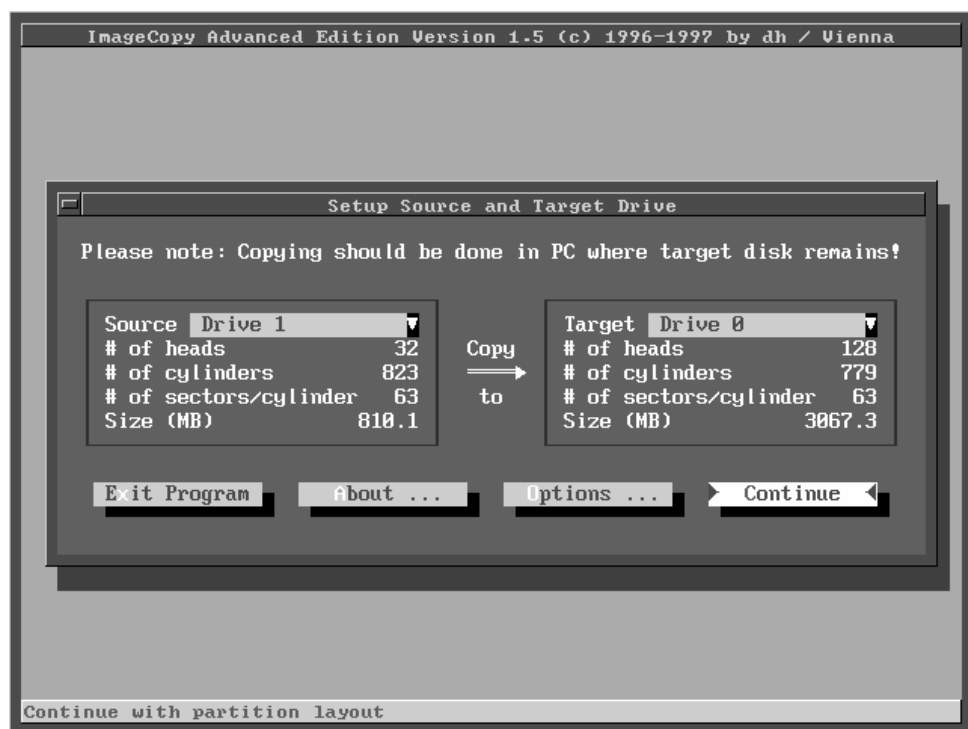 ImageCopy Advanced Edition Version 1.5 (c) 1996-1997 by dh / Vienna
Setup Source and Target Drive
Please note: Copying should be done in PC where target disk remains!
Source Drive 1
# of heads 32
# of cylinders 823
# of sectors/cylinder 63
Size (MB) 810.1
Copy
to
Target Drive 0
# of heads 128
# of cylinders 779
# of sectors/cylinder 63
Size (MB) 3067.3
Exit Program About ... Options ... Continue
Continue with partition layout